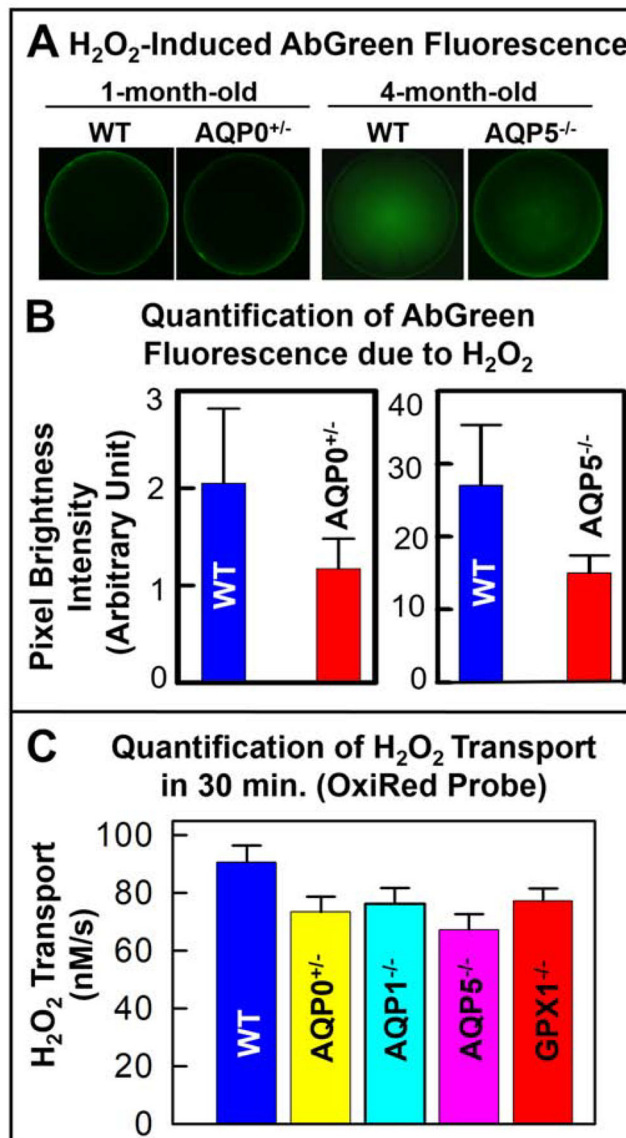 A H₂O₂-Induced AbGreen Fluorescence
1-month-old 4-month-old
WT AQP0⁺/⁻ WT AQP5⁻/⁻
B Quantification of AbGreen
Fluorescence due to H₂O₂
Pixel Brightness
Intensity
(Arbitrary Unit)
3
2
1
0
WT
AQP0⁺/⁻
40
30
20
10
0
WT
AQP5⁻/⁻
C Quantification of H₂O₂ Transport
in 30 min. (OxiRed Probe)
H₂O₂ Transport
(nM/s)
100
80
60
40
20
0
WT
AQP0⁺/⁻
AQP1⁻/⁻
AQP5⁻/⁻
GPX1⁻/⁻